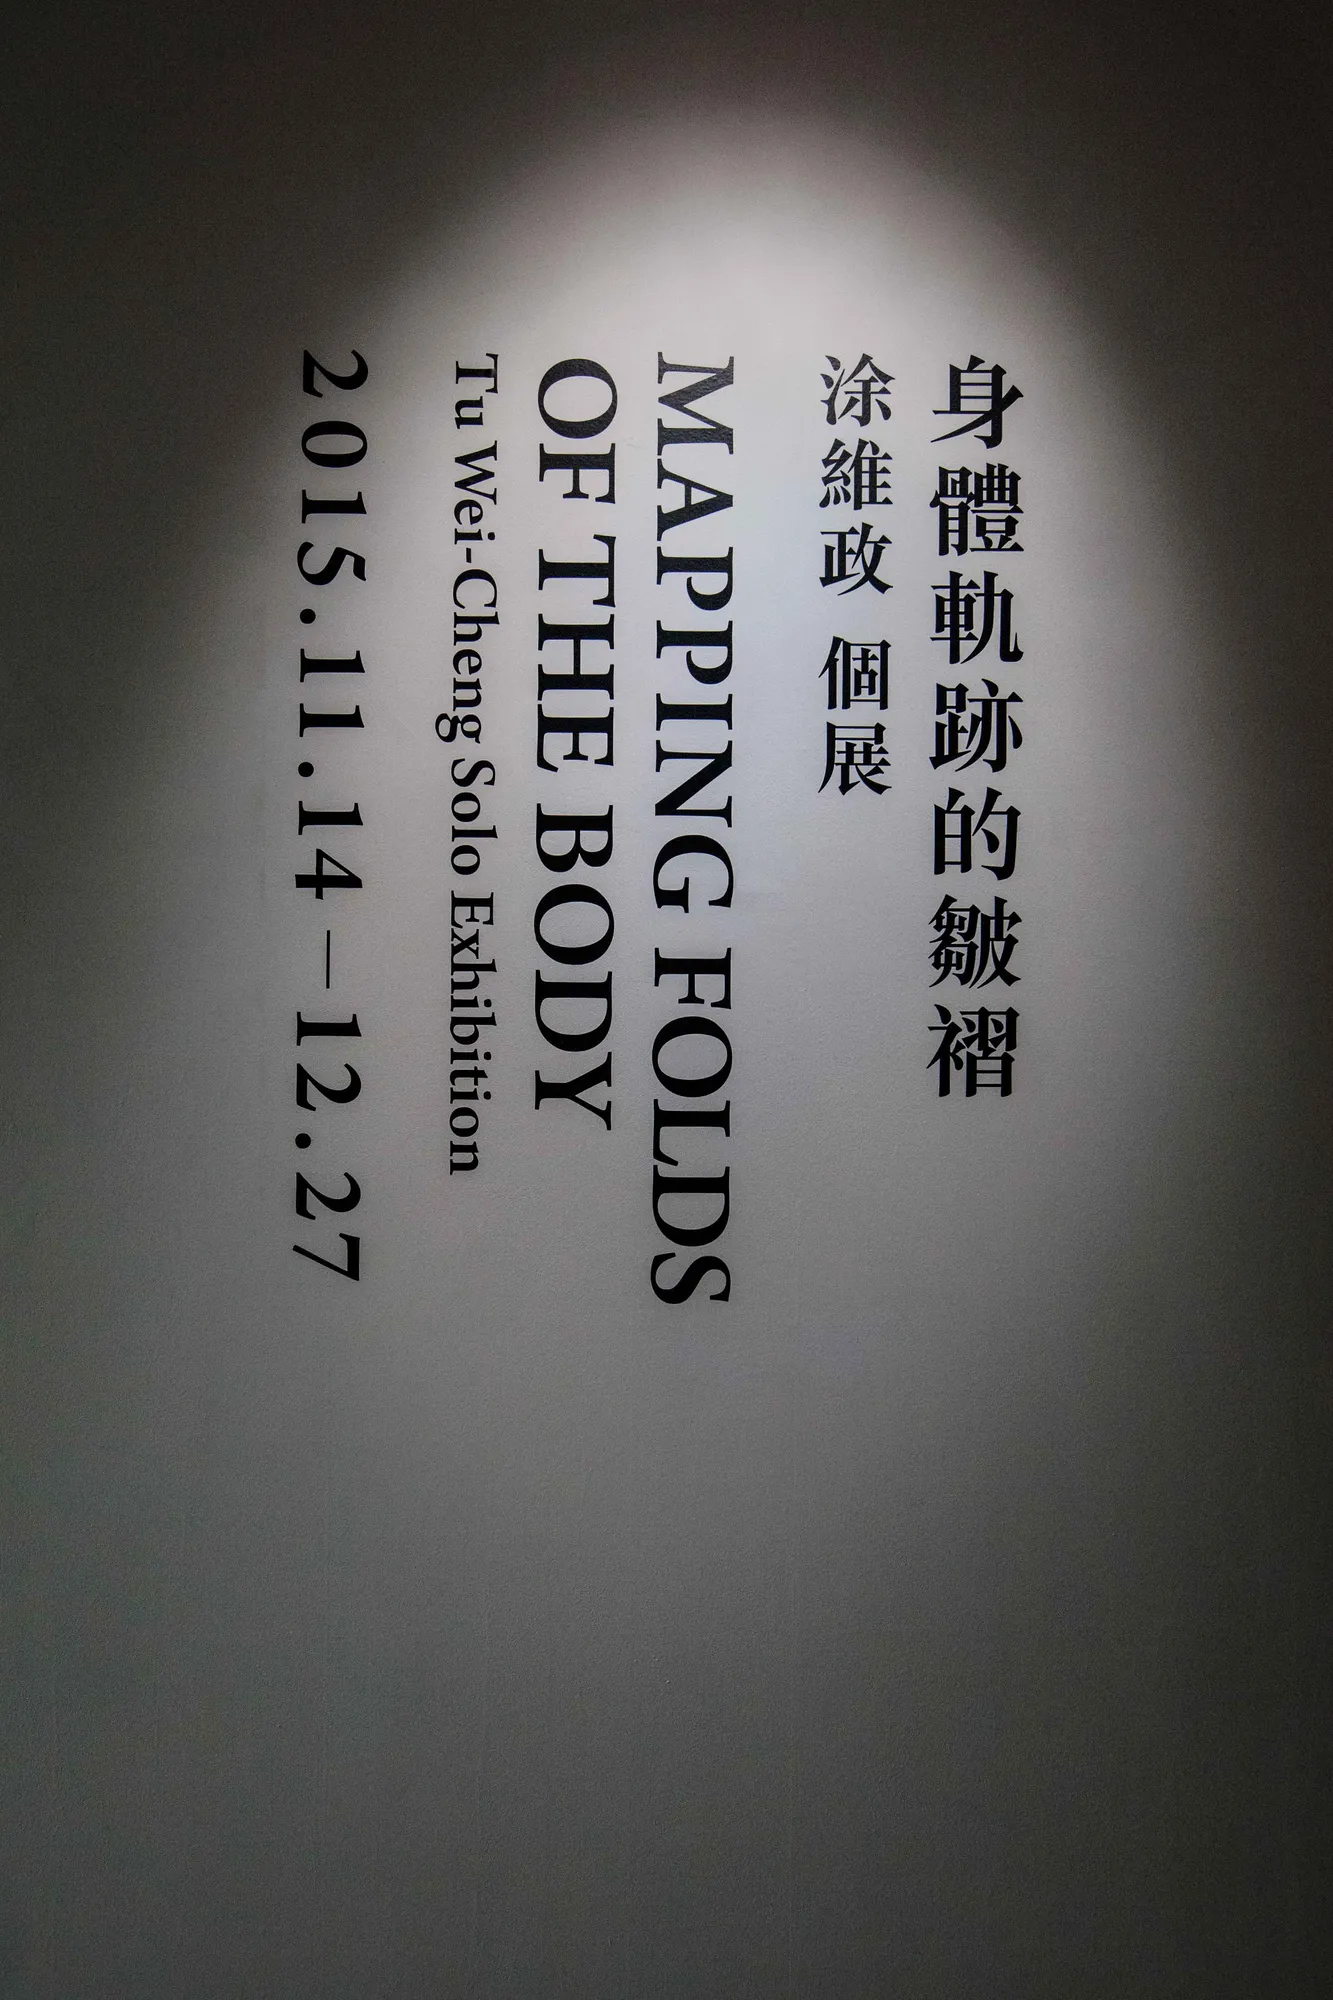 身體軌跡的皺褶
涂維政 個展
MAPPING FOLDS
OF THE BODY
Tu Wei-Cheng Solo Exhibition
2015.11.14 — 12.27